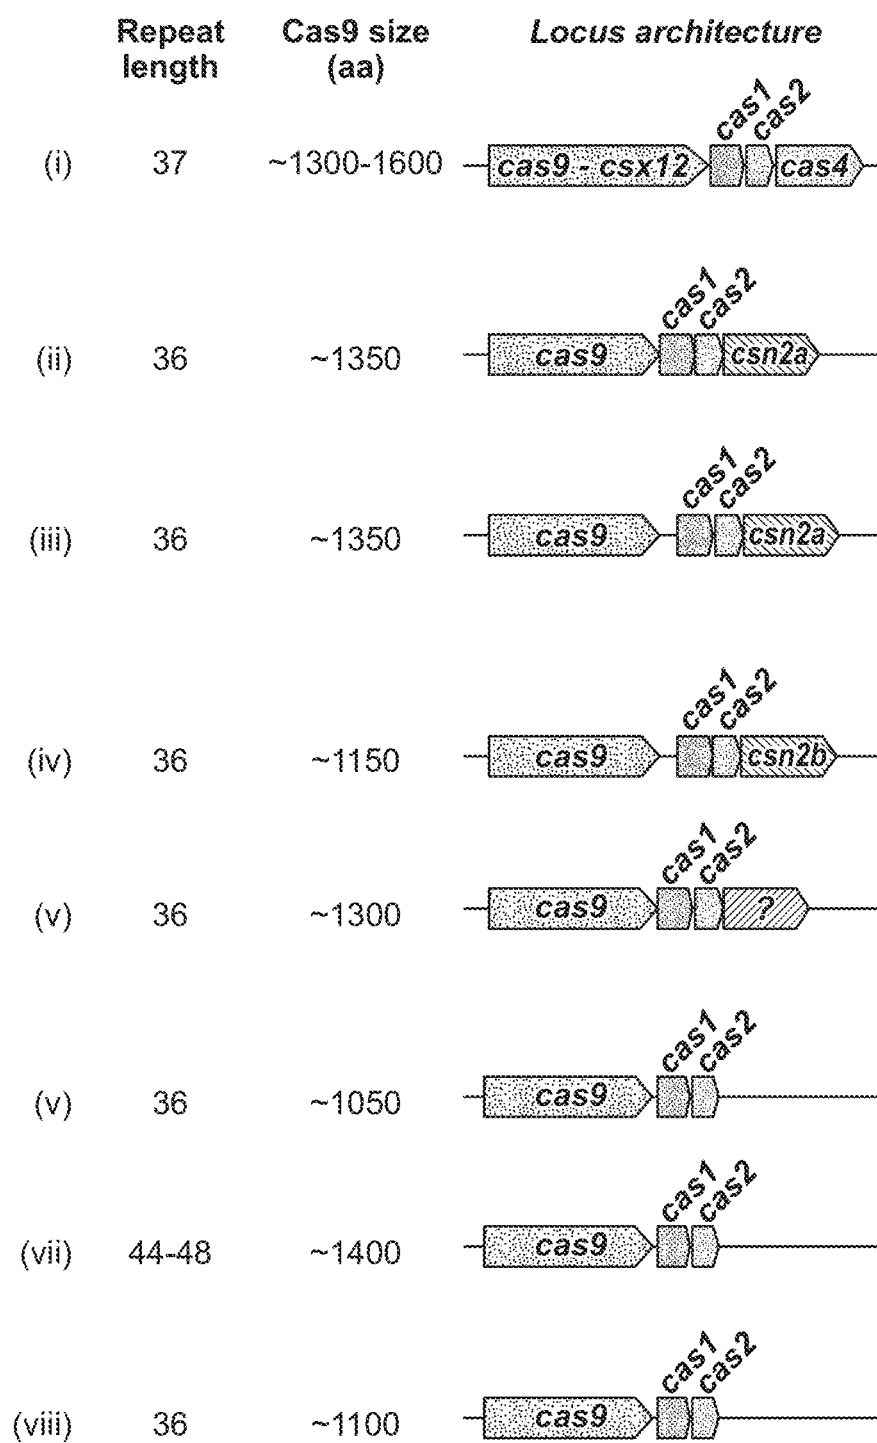 Repeat length Cas9 size (aa) Locus architecture
cas1 cas2
(i) 37 ~1300-1600 cas9 - csx12 cas4
cas1 cas2
(ii) 36 ~1350 cas9 csn2a
cas1 cas2
(iii) 36 ~1350 cas9 csn2a
cas1 cas2
(iv) 36 ~1150 cas9 csn2b
cas1 cas2
(v) 36 ~1300 cas9 ?
cas1 cas2
(v) 36 ~1050 cas9
cas1 cas2
(vii) 44-48 ~1400 cas9
cas1 cas2
(viii) 36 ~1100 cas9